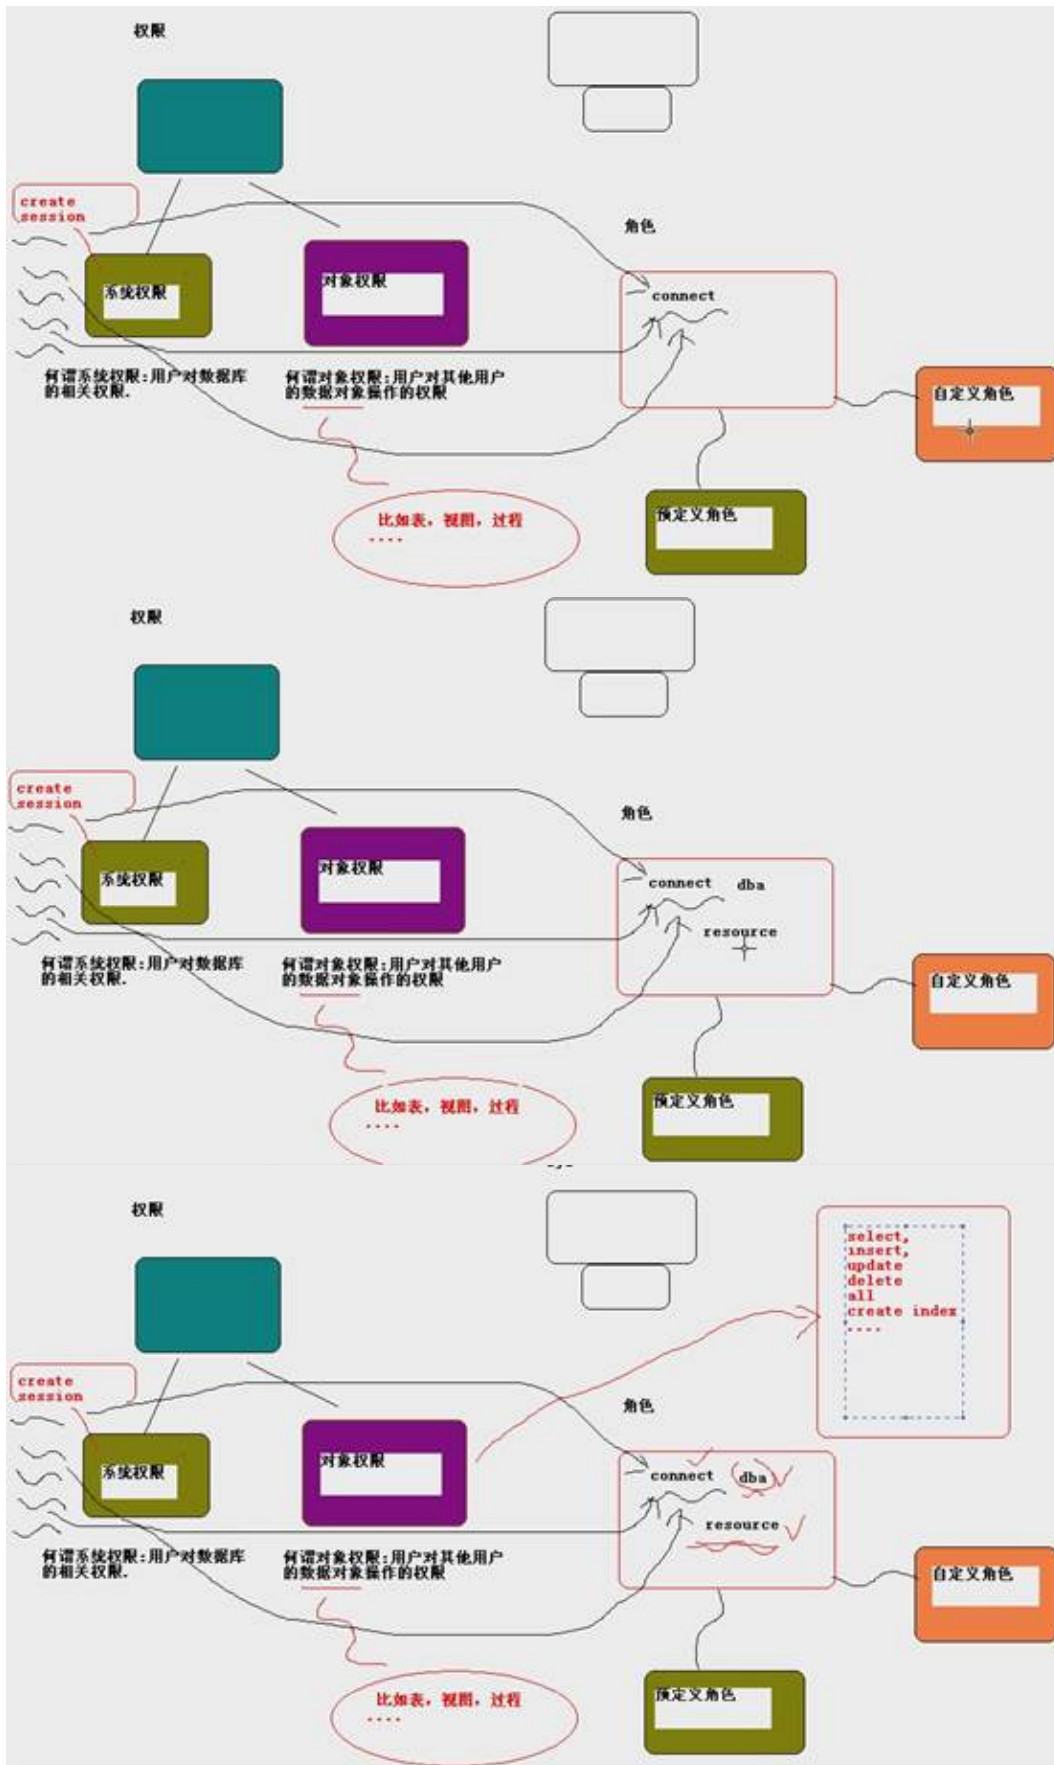 权限
create
session
角色
系统权限
对象权限
connect
何谓系统权限:用户对数据库
的相关权限.
何谓对象权限:用户对其他用户
的数据对象操作的权限
自定义角色
比如表，视图，过程
....
预定义角色
权限
create
session
角色
系统权限
对象权限
connect dba
resource
何谓系统权限:用户对数据库
的相关权限.
何谓对象权限:用户对其他用户
的数据对象操作的权限
自定义角色
比如表，视图，过程
....
预定义角色
权限
select,
insert,
update
delete
all
create index
....
create
session
角色
系统权限
对象权限
connect dba
resource
何谓系统权限:用户对数据库
的相关权限.
何谓对象权限:用户对其他用户
的数据对象操作的权限
自定义角色
比如表，视图，过程
....
预定义角色